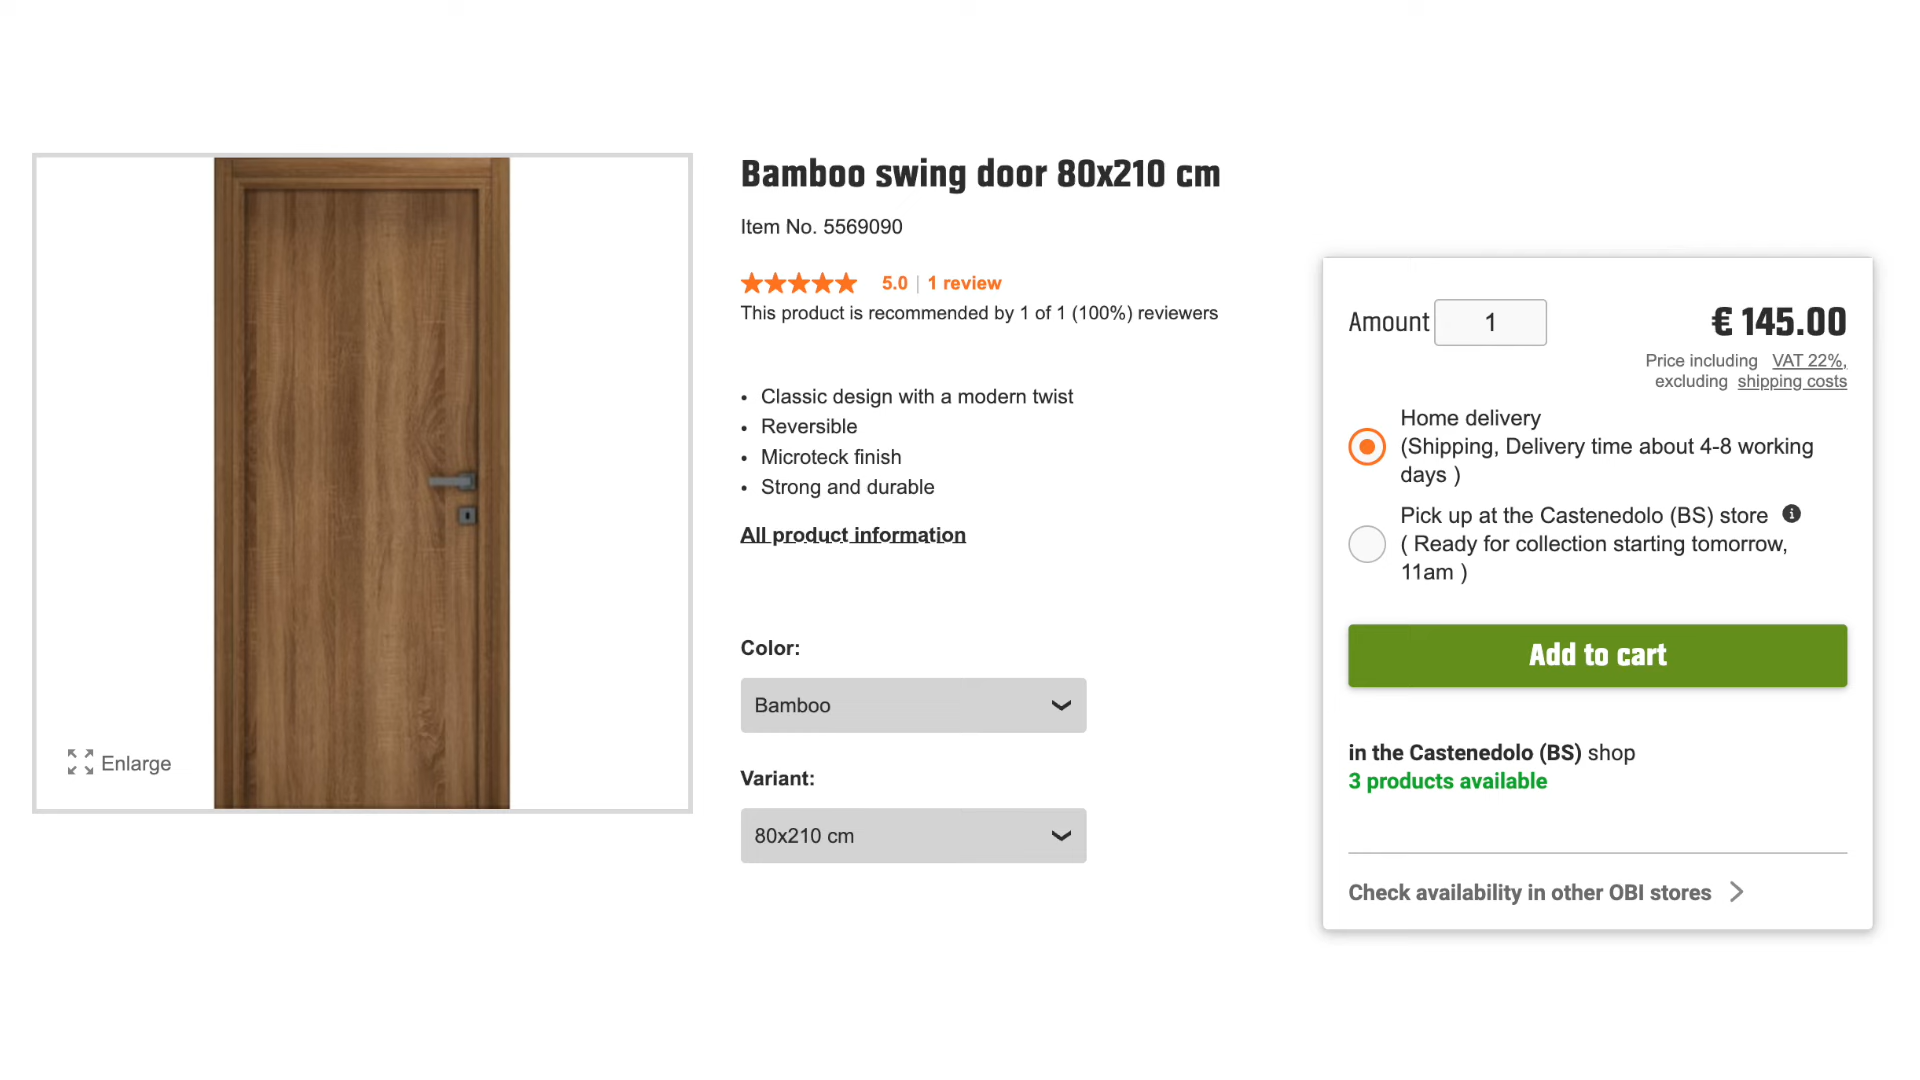 Enlarge
Bamboo swing door 80x210 cm
Item No. 5569090
5.0 | 1 review
This product is recommended by 1 of 1 (100%) reviewers
• Classic design with a modern twist
• Reversible
• Microteck finish
• Strong and durable
All product information
Color:
Bamboo
Variant:
80x210 cm
Amount 1
€ 145.00
Price including VAT 22%,
excluding shipping costs
Home delivery
(Shipping, Delivery time about 4-8 working
days )
Pick up at the Castenedolo (BS) store
( Ready for collection starting tomorrow,
11am )
Add to cart
in the Castenedolo (BS) shop
3 products available
Check availability in other OBI stores